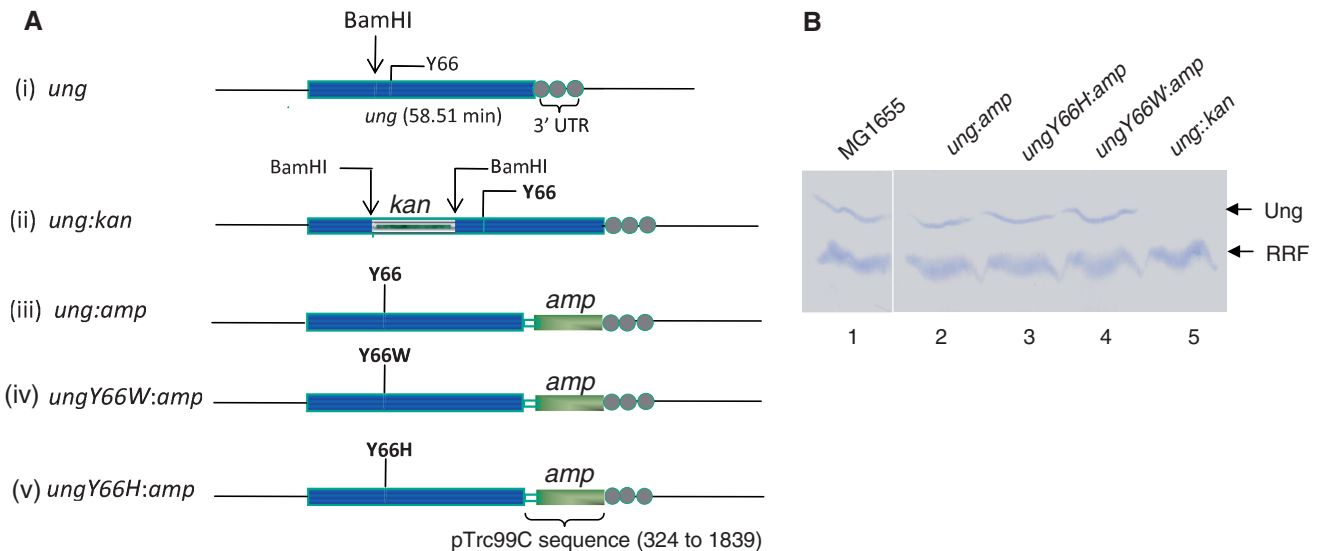 A
BamHI
Y66
(i) ung
ung (58.51 min)
3' UTR
BamHI
BamHI
kan
Y66
(ii) ung:kan
Y66
amp
(iii) ung:amp
Y66W
amp
(iv) ungY66W:amp
Y66H
amp
(v) ungY66H:amp
pTrc99C sequence (324 to 1839)
B
MG1655
ung:amp
ungY66H:amp
ungY66W:amp
ung::kan
Ung
RRF
1 2 3 4 5